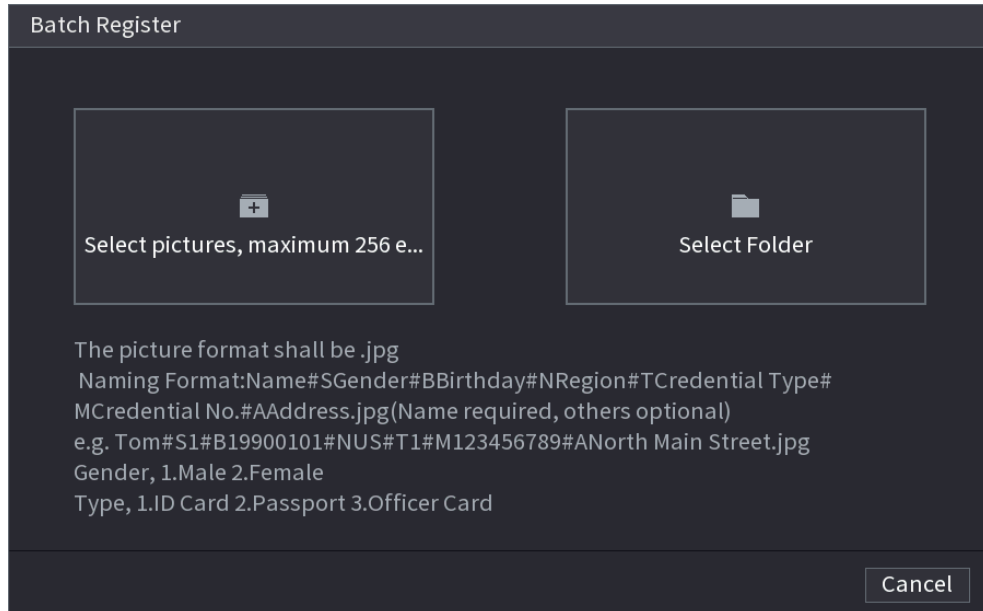 Batch Register
Select pictures, maximum 256 e...
Select Folder
The picture format shall be .jpg
Naming Format:Name#SGender#BBirthday#NRegion#TCredential Type#
MCredential No.#AAddress.jpg(Name required, others optional)
e.g. Tom#S1#B19900101#NUS#T1#M123456789#ANorth Main Street.jpg
Gender, 1.Male 2.Female
Type, 1.ID Card 2.Passport 3.Officer Card
Cancel